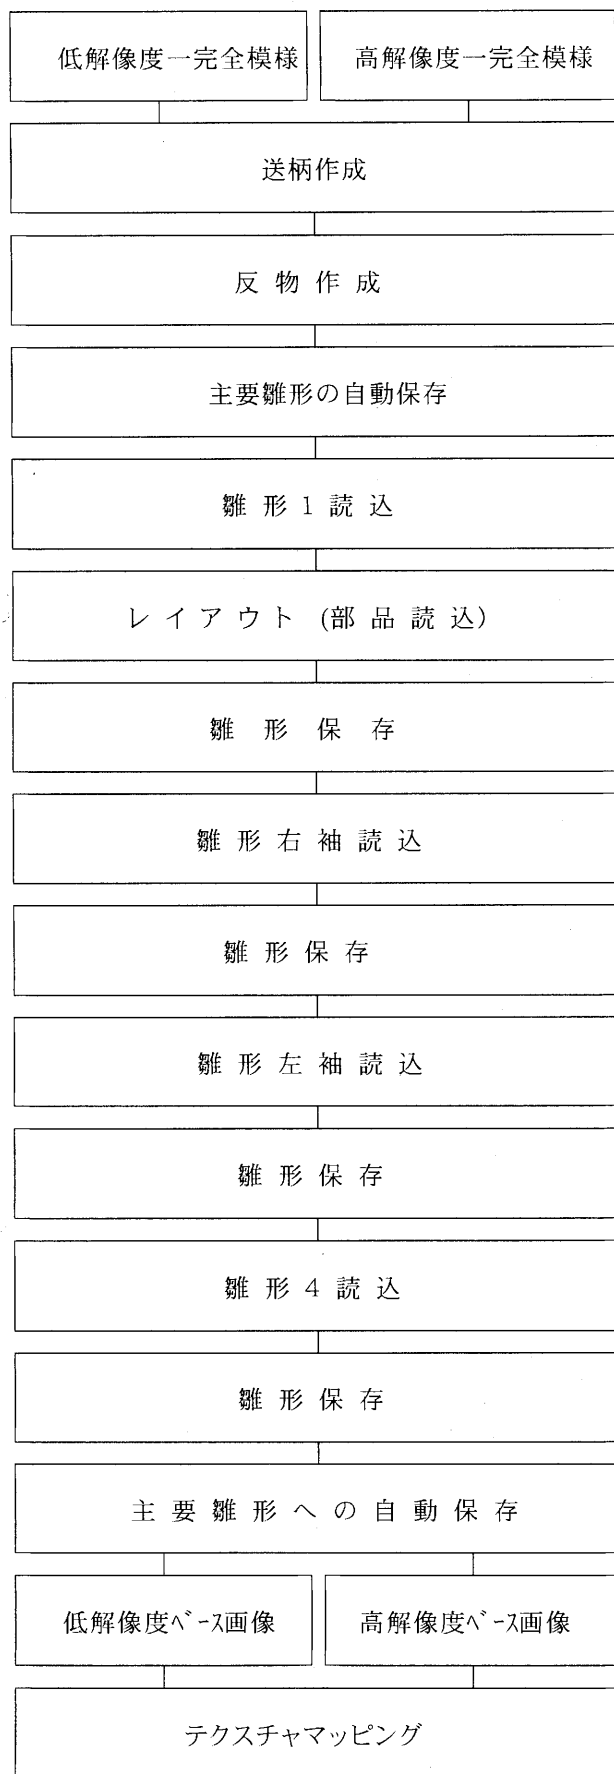 低解像度一完全模様
高解像度一完全模様
送柄作成
反物作成
主要雛形の自動保存
雛形1読込
レイアウト (部品読込)
雛形保存
雛形右袖読込
雛形保存
雛形左袖読込
雛形保存
雛形4読込
雛形保存
主要雛形への自動保存
低解像度ベース画像
高解像度ベース画像
テクスチャマッピング